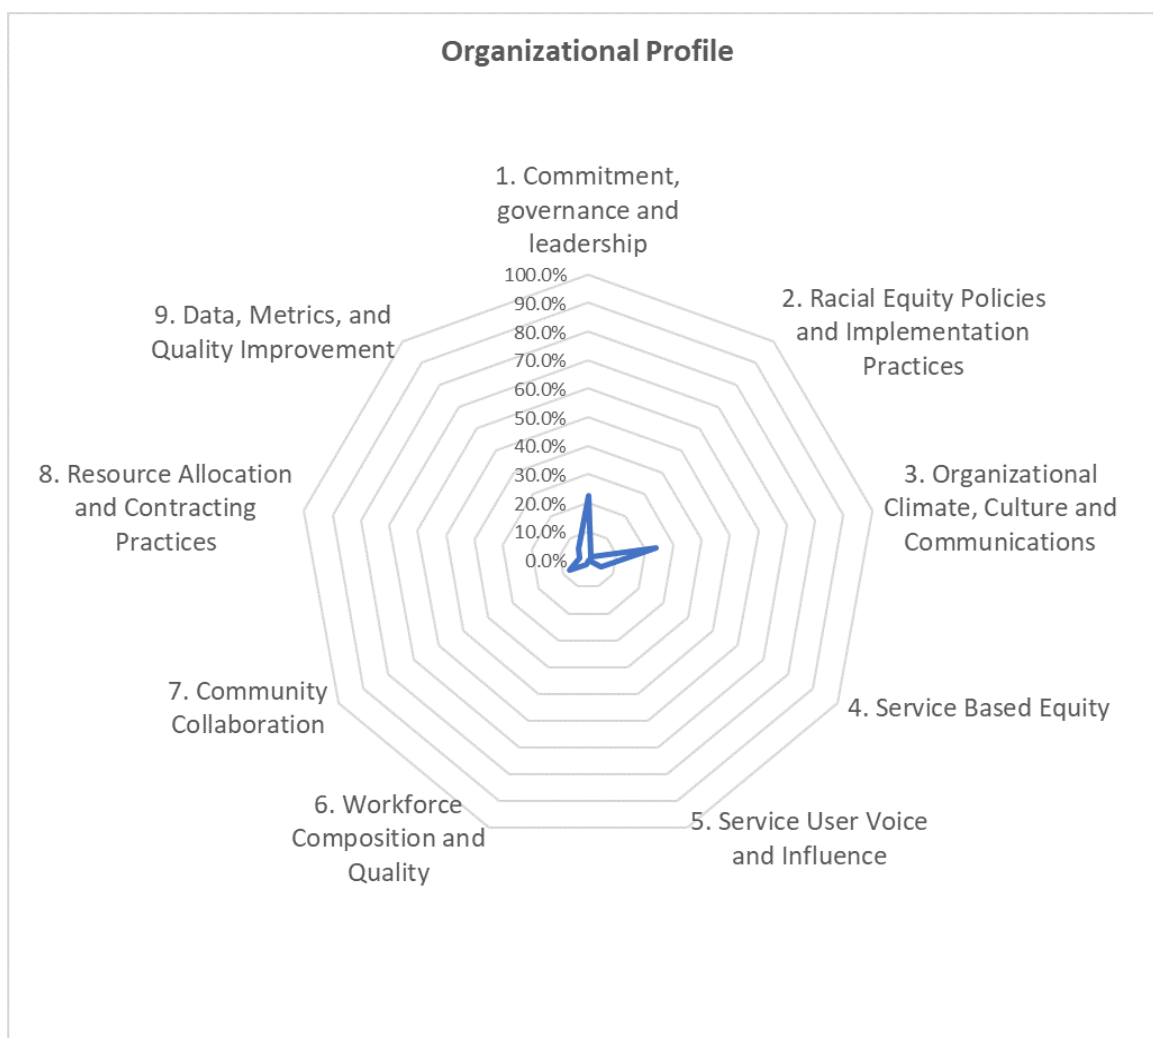 Organizational Profile
1. Commitment,
governance and
leadership
100.0%
90.0%
80.0%
70.0%
60.0%
50.0%
40.0%
30.0%
20.0%
10.0%
0.0%
2. Racial Equity Policies
and Implementation
Practices
3. Organizational
Climate, Culture and
Communications
4. Service Based Equity
5. Service User Voice
and Influence
6. Workforce
Composition and
Quality
7. Community
Collaboration
8. Resource Allocation
and Contracting
Practices
9. Data, Metrics, and
Quality Improvement